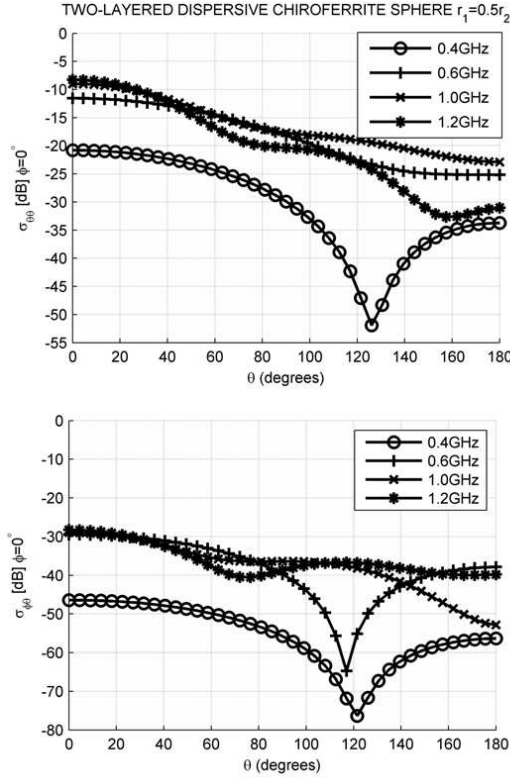 TWO-LAYERED DISPERSIVE CHIROFERRITE SPHERE r₁=0.5r₂
0
-5
-10
-15
-20
-25
-30
-35
-40
-45
-50
-55
σθθ [dB] ϕ=0°
0.4GHz
0.6GHz
1.0GHz
1.2GHz
0 20 40 60 80 100 120 140 160 180
θ (degrees)
0
-10
-20
-30
-40
-50
-60
-70
-80
σϕθ [dB] ϕ=0°
0.4GHz
0.6GHz
1.0GHz
1.2GHz
0 20 40 60 80 100 120 140 160 180
θ (degrees)